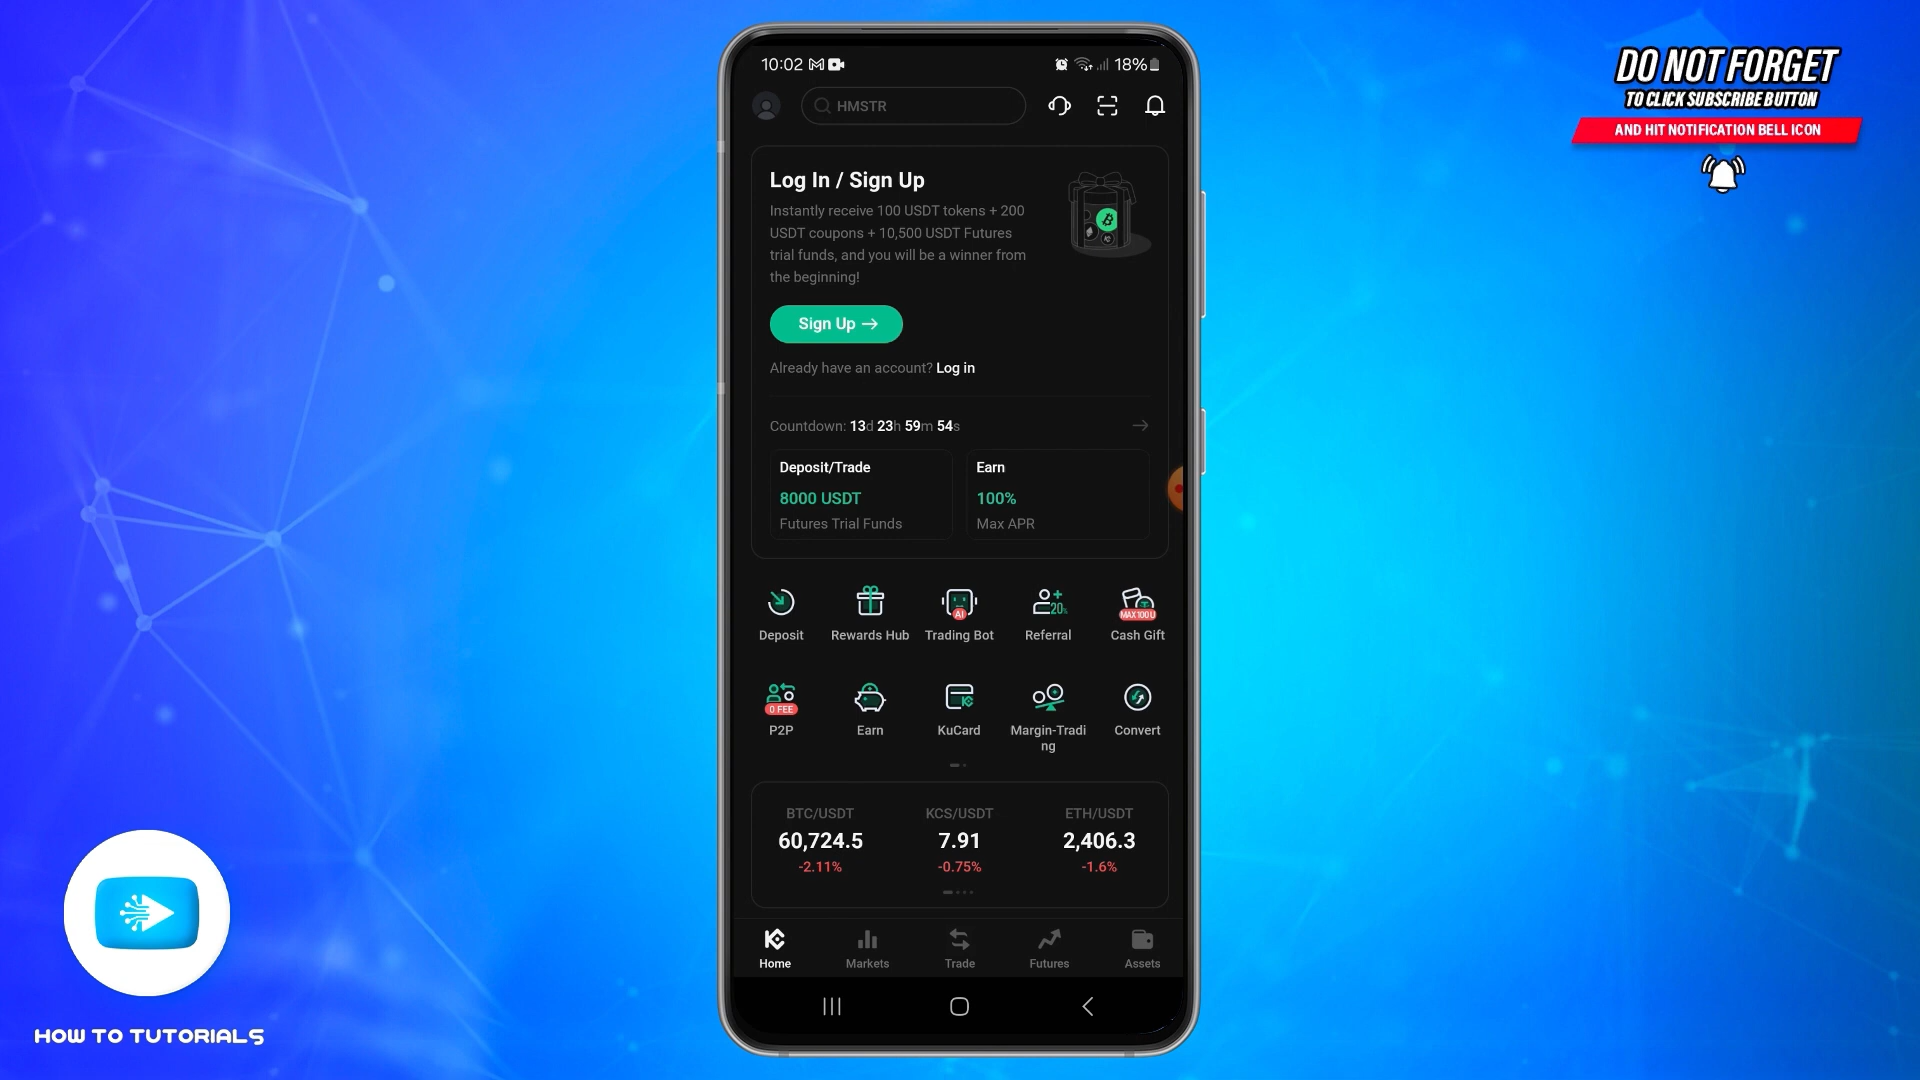 10:02
18%
HMSTR
Log In / Sign Up
Instantly receive 100 USDT tokens + 200
USDT coupons + 10,500 USDT Futures
trial funds, and you will be a winner from
the beginning!
Sign Up →
Already have an account? Log in
Countdown: 13d 23h 59m 54s
Deposit/Trade
8000 USDT
Futures Trial Funds
Earn
100%
Max APR
AI
20%
MAX100U
Deposit
Rewards Hub
Trading Bot
Referral
Cash Gift
0 FEE
P2P
Earn
KuCard
Margin-Tradi
ng
Convert
BTC/USDT
KCS/USDT
ETH/USDT
60,724.5
7.91
2,406.3
-2.11%
-0.75%
-1.6%
Home
Markets
Trade
Futures
Assets
DO NOT FORGET
TO CLICK SUBSCRIBE BUTTON
AND HIT NOTIFICATION BELL ICON
HOW TO TUTORIALS